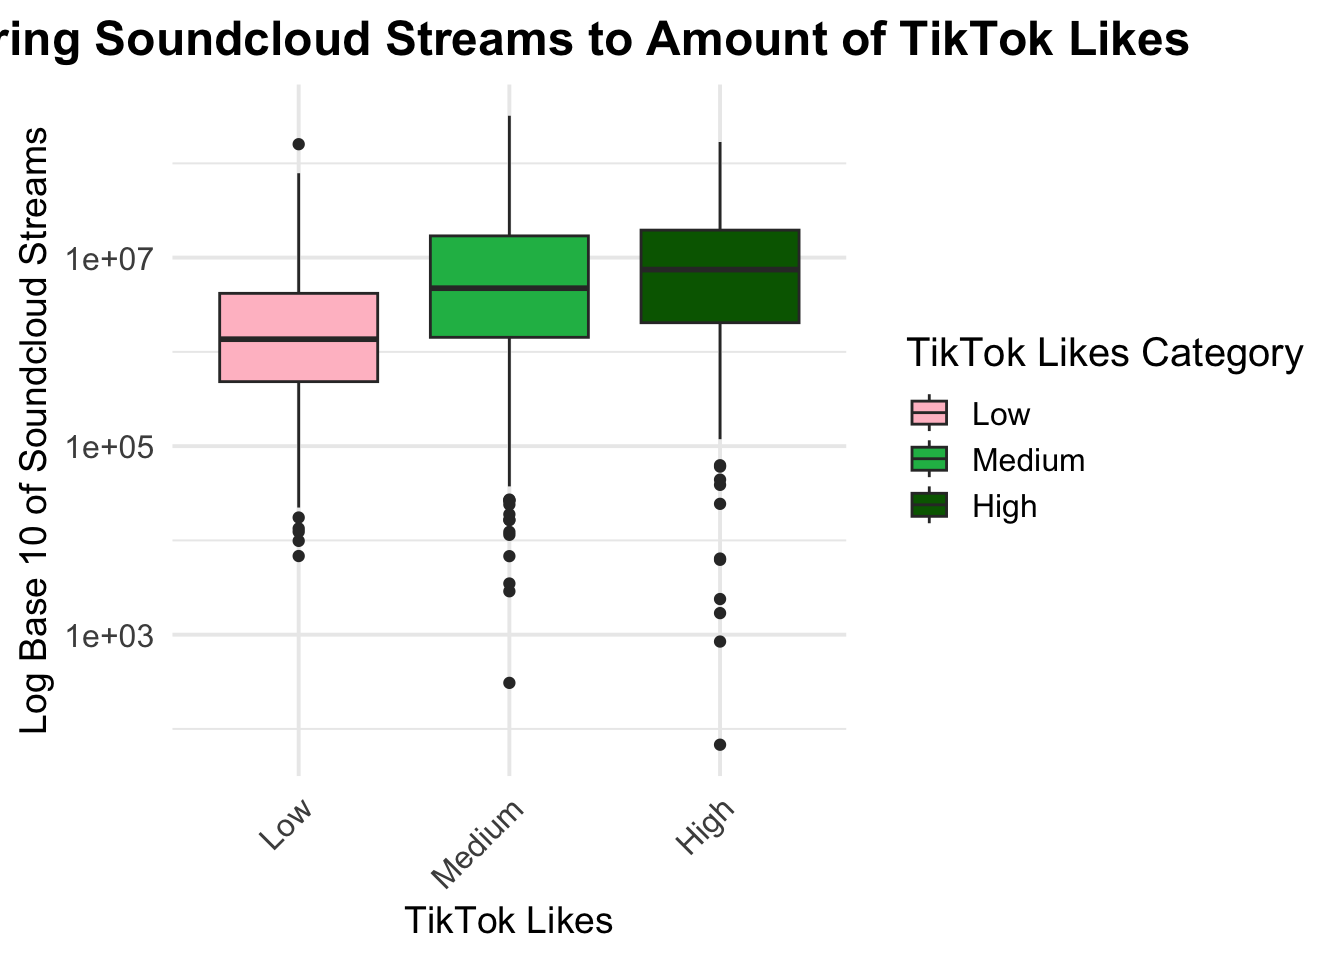 ring Soundcloud Streams to Amount of TikTok Likes
Log Base 10 of Soundcloud Streams
1e+07
1e+05
1e+03
Low
Medium
High
TikTok Likes
TikTok Likes Category
Low
Medium
High